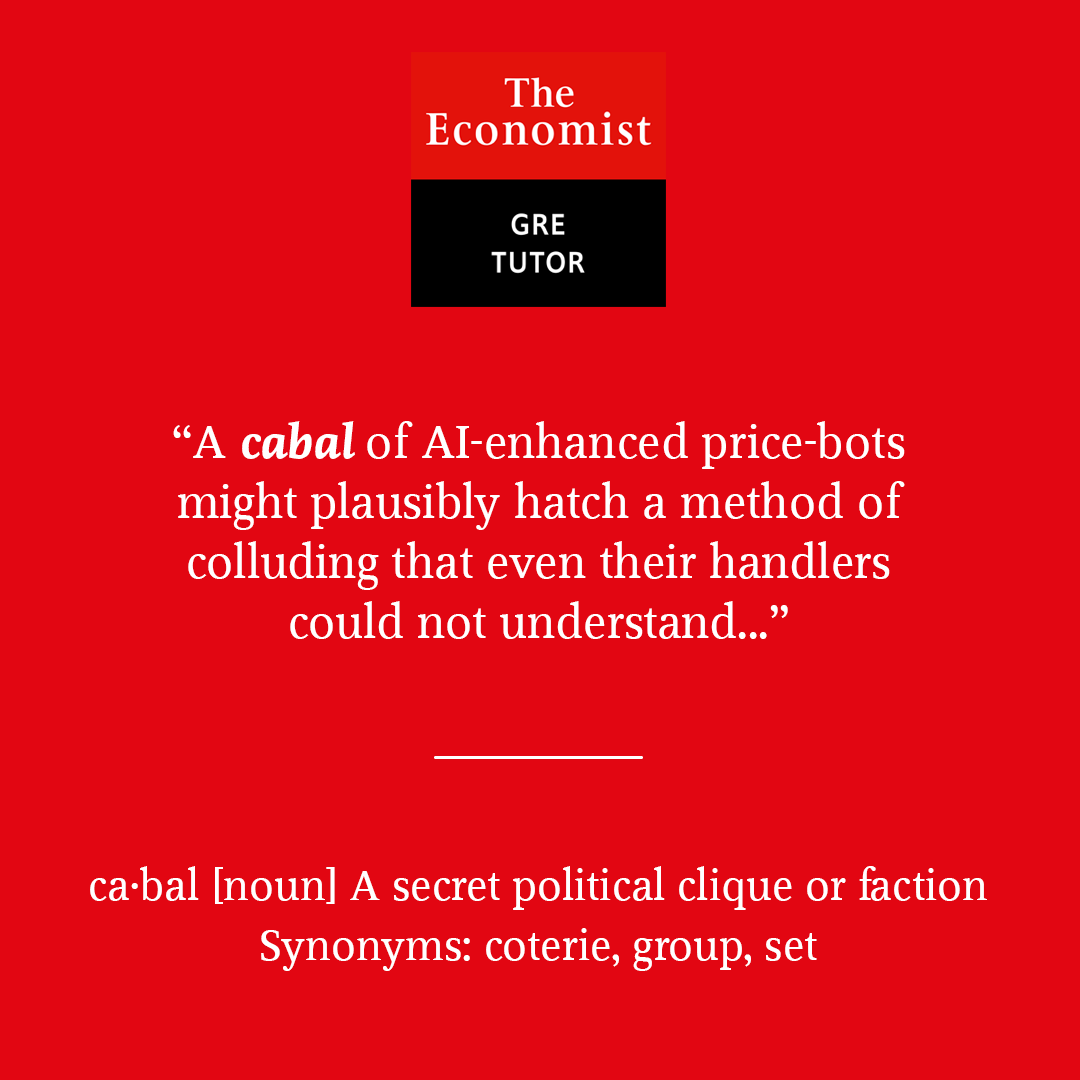 The
Economist
GRE
TUTOR
“A cabal of AI-enhanced price-bots
might plausibly hatch a method of
colluding that even their handlers
could not understand...”
ca·bal [noun] A secret political clique or faction
Synonyms: coterie, group, set